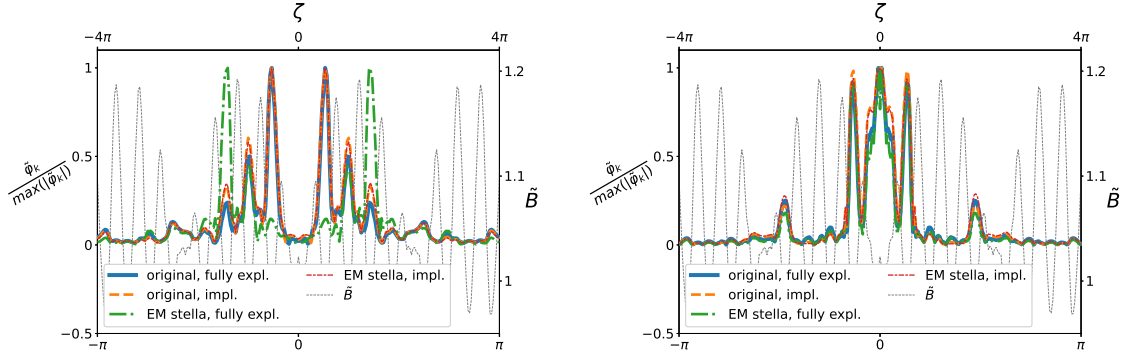 ζ
−4π 0 4π
1
0.5
0
−0.5
φ̃ₖ
max(|φ̃ₖ|)
1.2
1.1
1
B̃
original, fully expl.
original, impl.
EM stella, fully expl.
EM stella, impl.
B̃
−π 0 π
ζ
−4π 0 4π
1
0.5
0
−0.5
φ̃ₖ
max(|φ̃ₖ|)
1.2
1.1
1
B̃
original, fully expl.
original, impl.
EM stella, fully expl.
EM stella, impl.
B̃
−π 0 π